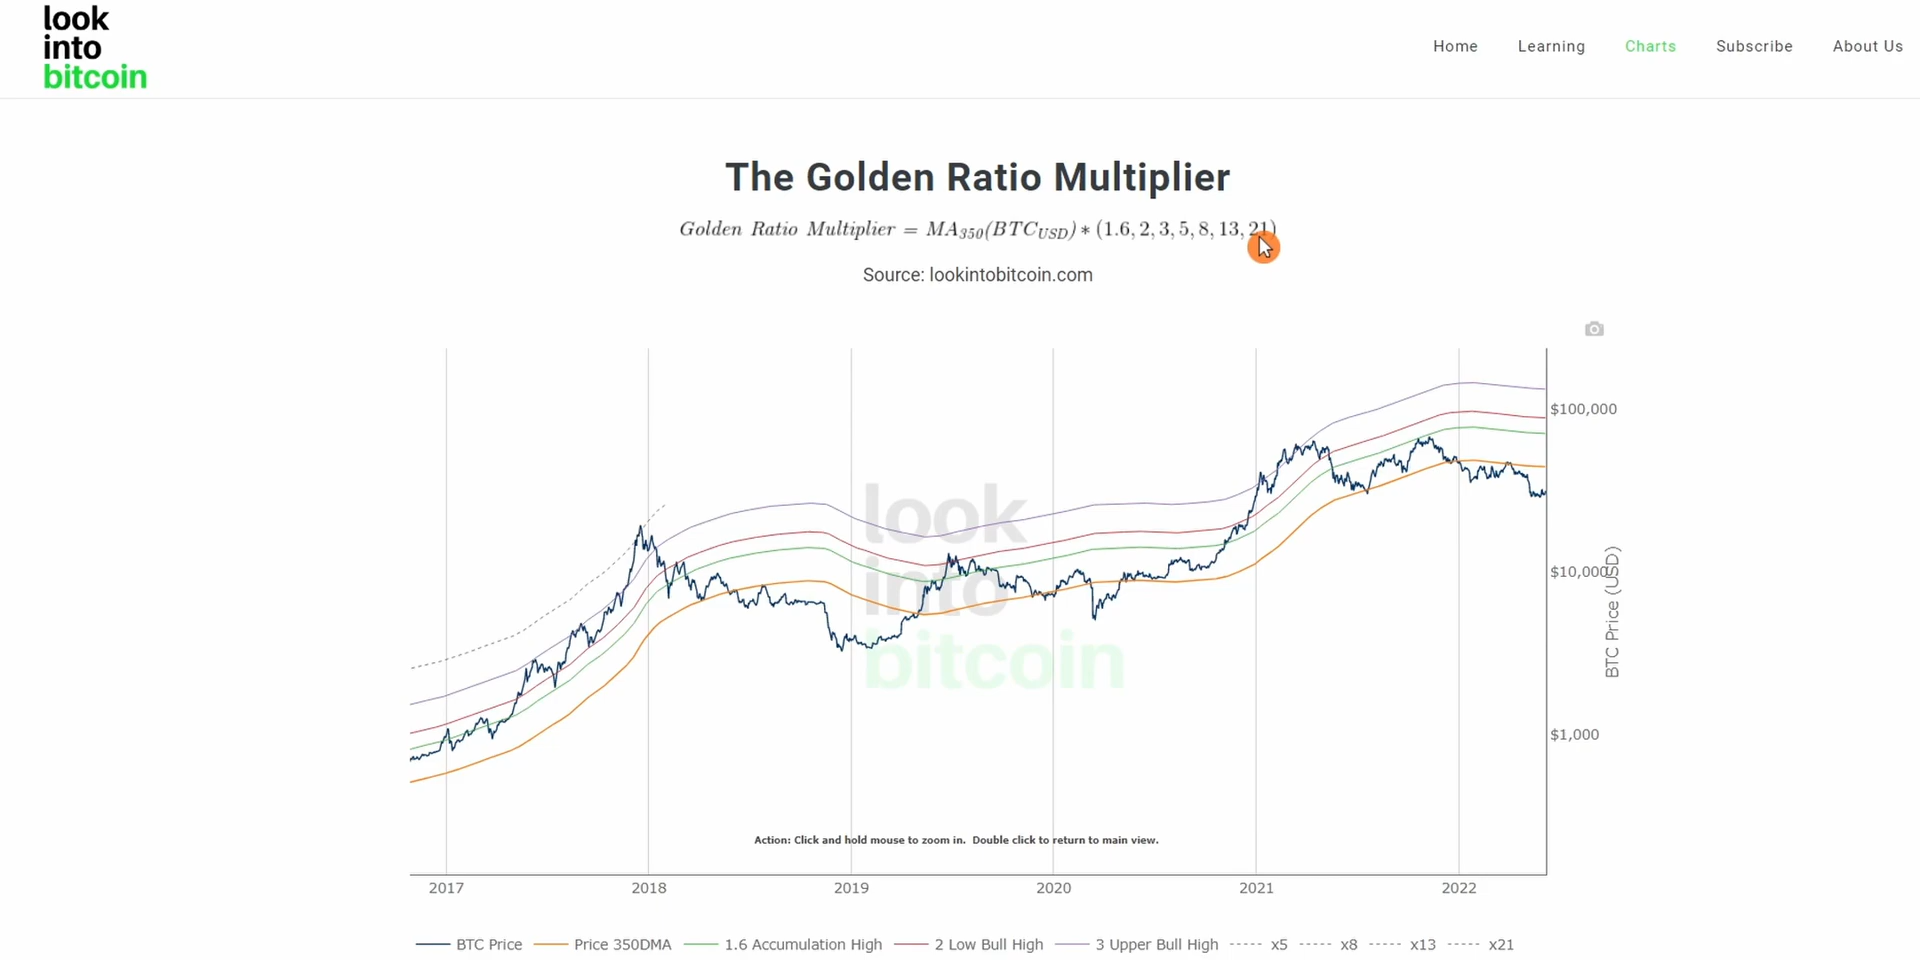 look
into
bitcoin
Home Learning Charts Subscribe About Us
The Golden Ratio Multiplier
Golden Ratio Multiplier = MA350(BTCUSD) * (1.6, 2, 3, 5, 8, 13, 21)
Source: lookintobitcoin.com
$100,000
$10,000
$1,000
BTC Price (USD)
look
into
bitcoin
Action: Click and hold mouse to zoom in. Double click to return to main view.
2017 2018 2019 2020 2021 2022
BTC Price Price 350DMA 1.6 Accumulation High 2 Low Bull High 3 Upper Bull High x5 x8 x13 x21